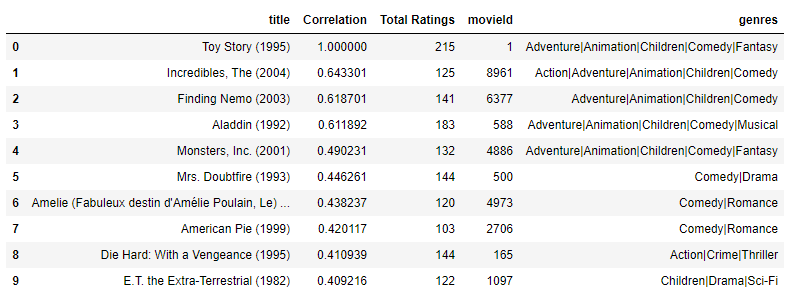 title Correlation Total Ratings movieId genres
0 Toy Story (1995) 1.000000 215 1 Adventure|Animation|Children|Comedy|Fantasy
1 Incredibles, The (2004) 0.643301 125 8961 Action|Adventure|Animation|Children|Comedy
2 Finding Nemo (2003) 0.618701 141 6377 Adventure|Animation|Children|Comedy
3 Aladdin (1992) 0.611892 183 588 Adventure|Animation|Children|Comedy|Musical
4 Monsters, Inc. (2001) 0.490231 132 4886 Adventure|Animation|Children|Comedy|Fantasy
5 Mrs. Doubtfire (1993) 0.446261 144 500 Comedy|Drama
6 Amelie (Fabuleux destin d'Amélie Poulain, Le) ... 0.438237 120 4973 Comedy|Romance
7 American Pie (1999) 0.420117 103 2706 Comedy|Romance
8 Die Hard: With a Vengeance (1995) 0.410939 144 165 Action|Crime|Thriller
9 E.T. the Extra-Terrestrial (1982) 0.409216 122 1097 Children|Drama|Sci-Fi